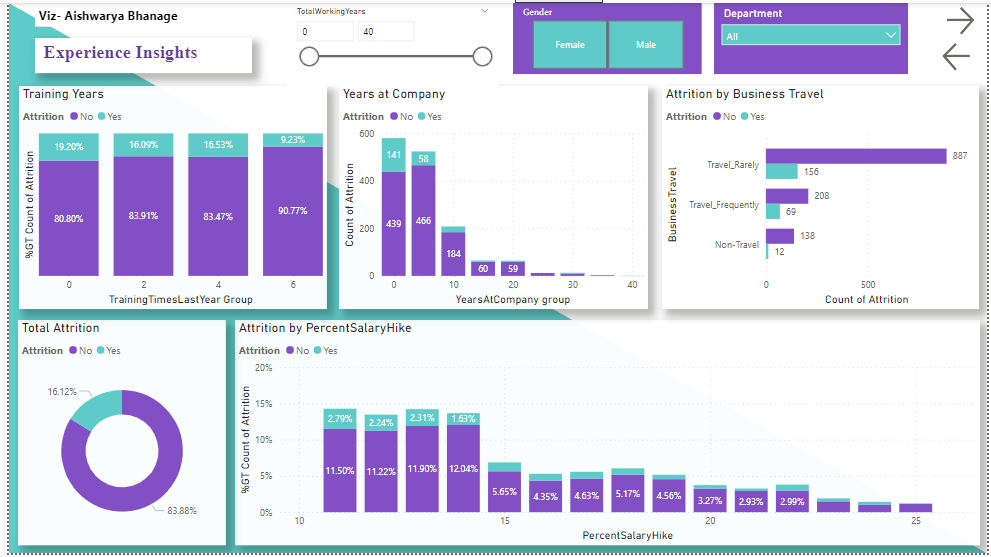 Viz- Aishwarya Bhanage
Experience Insights
TotalWorkingYears
0 40
Gender
Female Male
Department
All
Training Years
Attrition No Yes
%GT Count of Attrition
19.20% 16.09% 16.53% 9.23%
80.80% 83.91% 83.47% 90.77%
0 2 4 6
TrainingTimesLastYear Group
Years at Company
Attrition No Yes
Count of Attrition
600
400
200
0
141 58
439 466 184 60 59
0 10 20 30 40
YearsAtCompany group
Attrition by Business Travel
Attrition No Yes
BusinessTravel
Travel_Rarely 887
156
Travel_Frequently 208
69
Non-Travel 138
12
0 500
Count of Attrition
Total Attrition
Attrition No Yes
16.12%
83.88%
Attrition by PercentSalaryHike
Attrition No Yes
%GT Count of Attrition
20%
15%
10%
5%
0%
2.79% 2.24% 2.31% 1.63%
11.50% 11.22% 11.90% 12.04% 5.65% 4.35% 4.63% 5.17% 4.56% 3.27% 2.93% 2.99%
10 15 20 25
PercentSalaryHike